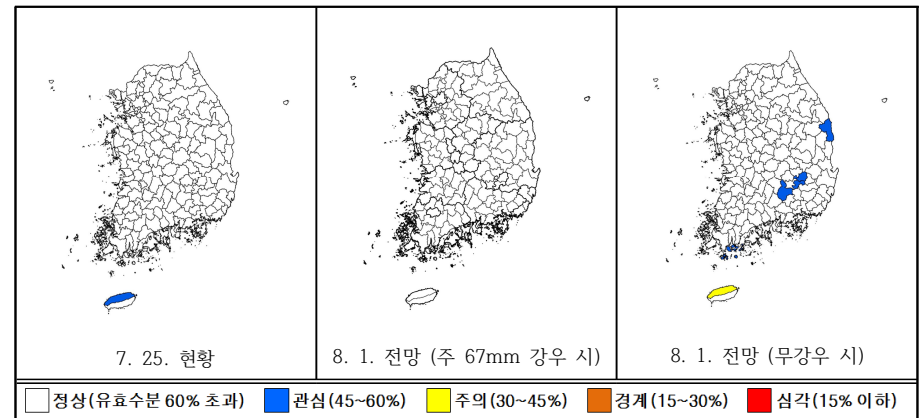 7. 25. 현황
8. 1. 전망 (주 67mm 강우 시)
8. 1. 전망 (무강우 시)
정상(유효수분 60% 초과) 관심(45~60%) 주의(30~45%) 경계(15~30%) 심각(15% 이하)